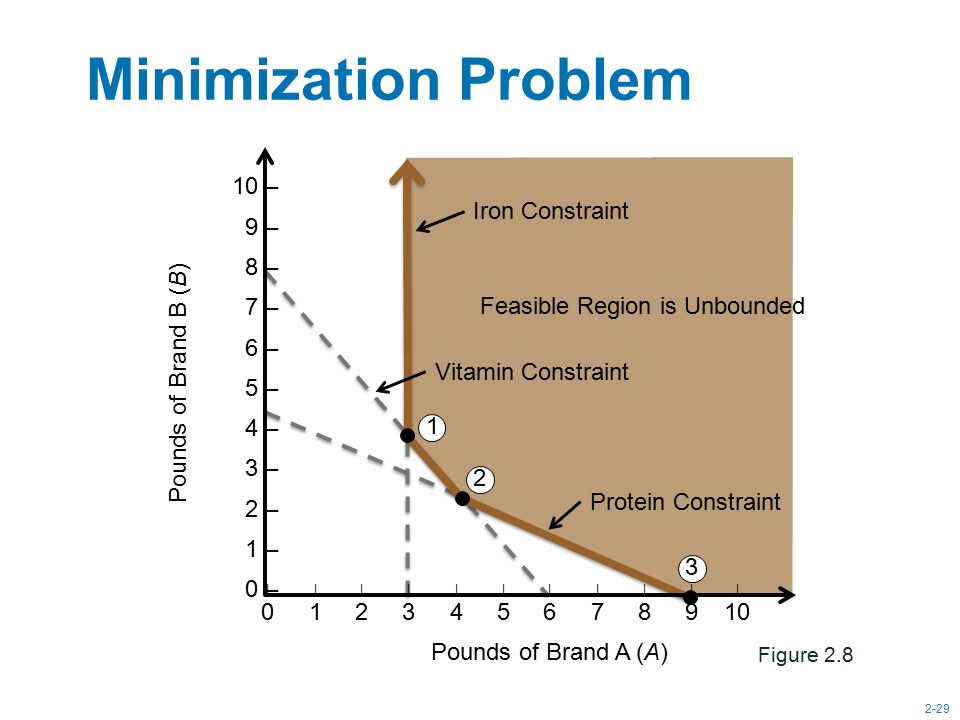 Minimization Problem
10
9
8
7
6
5
4
3
2
1
0
Pounds of Brand B (B)
Iron Constraint
Feasible Region is Unbounded
Vitamin Constraint
1
2
Protein Constraint
3
0 1 2 3 4 5 6 7 8 9 10
Pounds of Brand A (A)
Figure 2.8
2-29